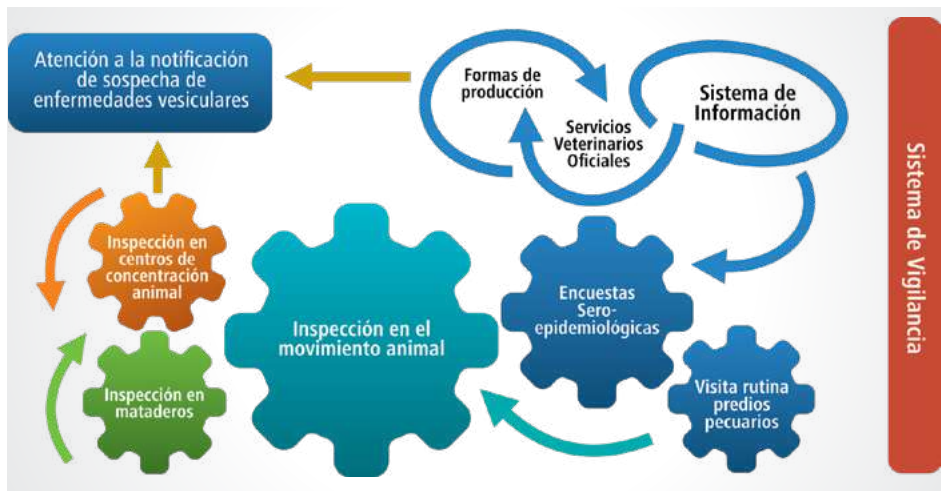 Atención a la notificación
de sospecha de
enfermedades vesiculares
Formas de
producción
Servicios
Veterinarios
Oficiales
Sistema de
Información
Sistema de Vigilancia
Inspección en
centros de
concentración
animal
Inspección en el
movimiento animal
Encuestas
Sero-
epidemiológicas
Inspección en
mataderos
Visita rutina
predios
pecuarios